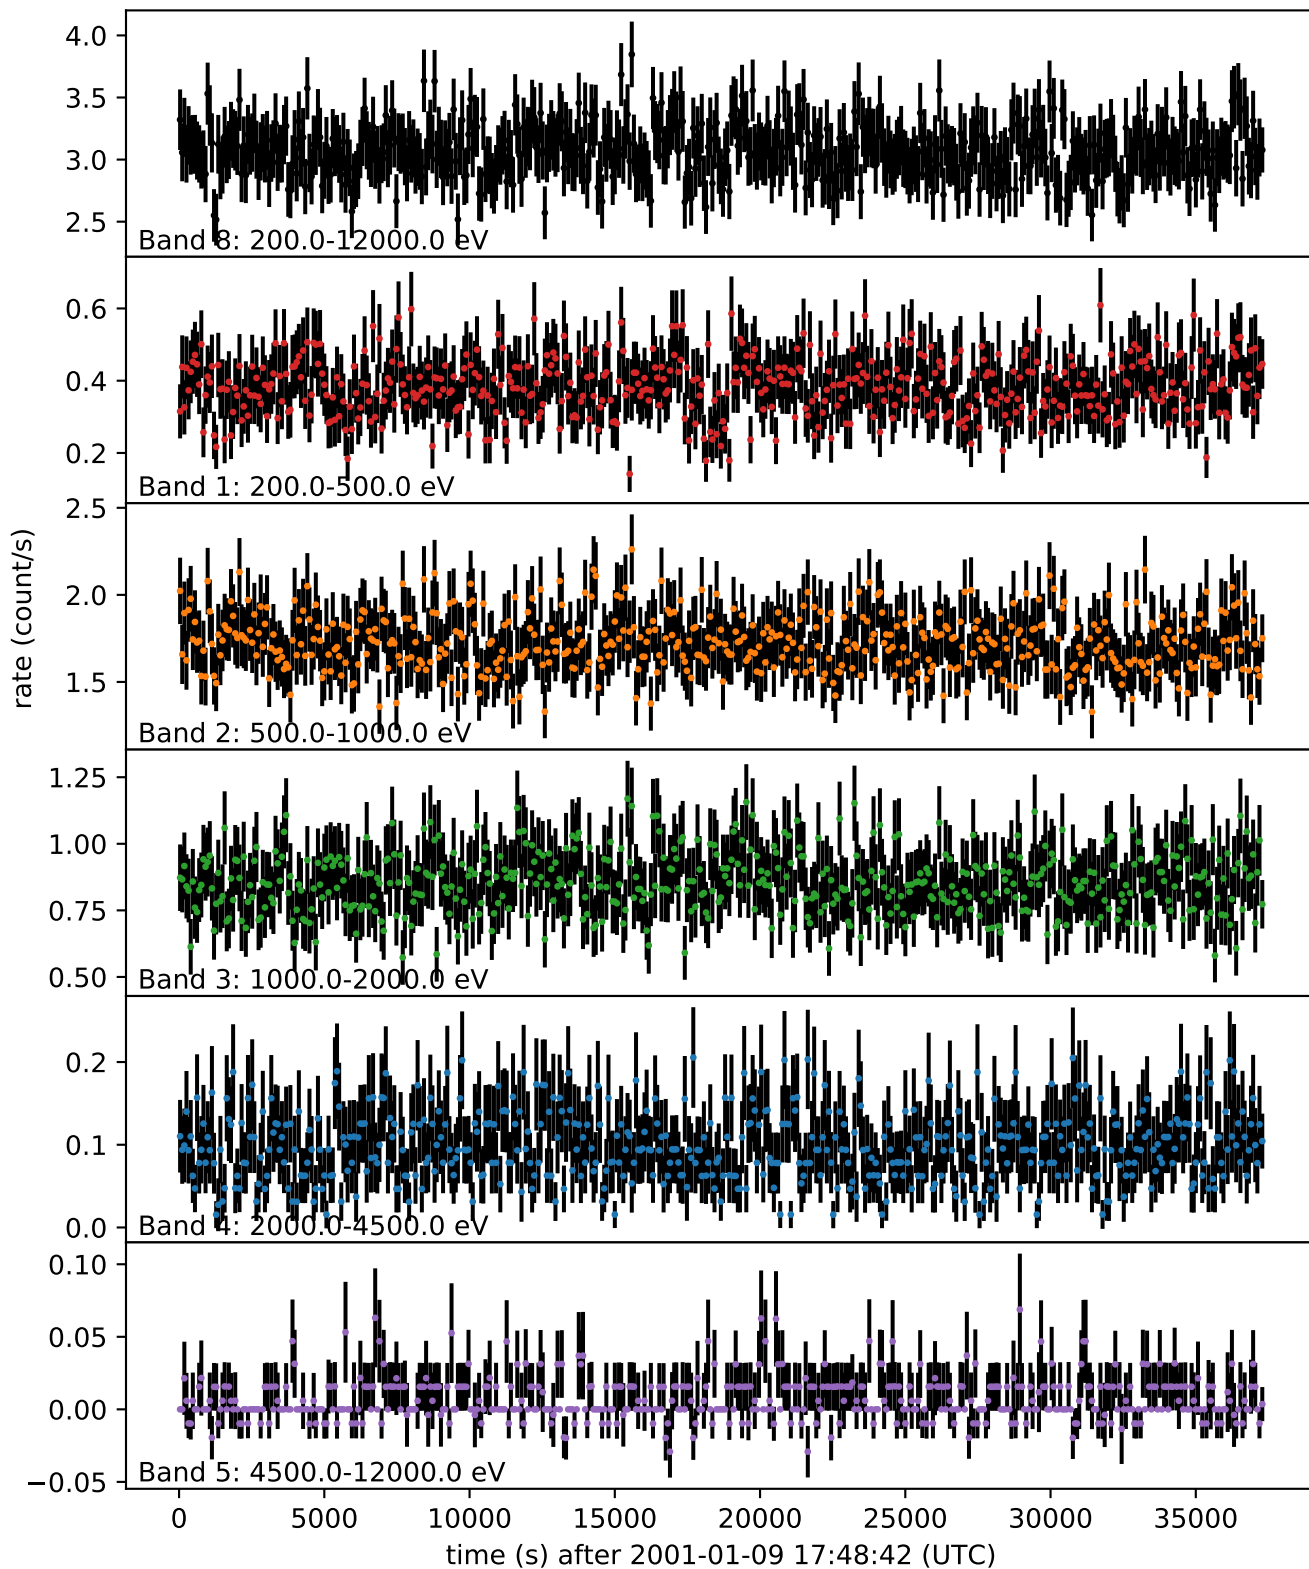 4.0
3.5
3.0
2.5
Band 8: 200.0-12000.0 eV
0.6
0.4
0.2
Band 1: 200.0-500.0 eV
2.5
2.0
1.5
Band 2: 500.0-1000.0 eV
rate (count/s)
1.25
1.00
0.75
0.50
Band 3: 1000.0-2000.0 eV
0.2
0.1
0.0
Band 4: 2000.0-4500.0 eV
0.10
0.05
0.00
−0.05
Band 5: 4500.0-12000.0 eV
0 5000 10000 15000 20000 25000 30000 35000
time (s) after 2001-01-09 17:48:42 (UTC)